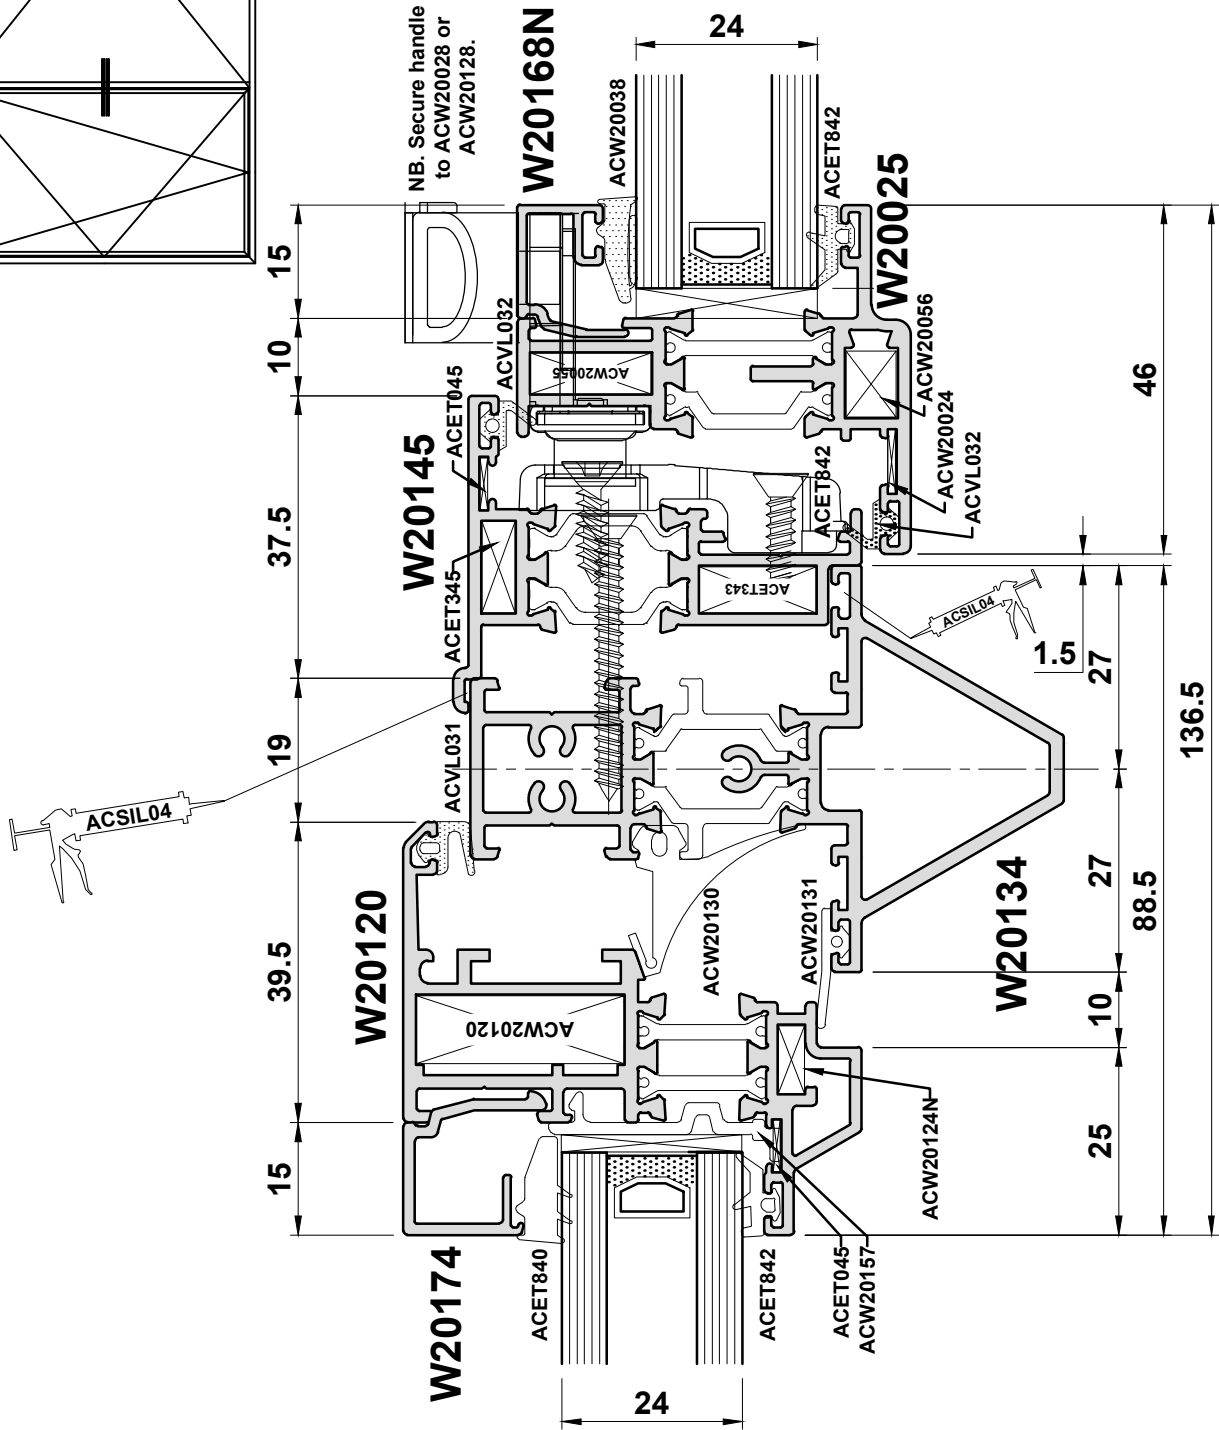 NB. Secure handle
to ACW20028 or
ACW20128.
W20168N
24
ACW20038
ACET842
W20025
15
10
37.5
19
39.5
15
ACVL032
ACET045
W20145
ACW20055
ACW20056
ACW20024
ACVL032
ACET842
46
ACET345
ACET343
ACSIL04
1.5
27
136.5
ACVL031
ACSIL04
W20120
ACW20130
ACW20131
W20134
27
88.5
10
25
ACW20120
ACW20124N
W20174
ACET840
ACET842
ACET045
ACW20157
24